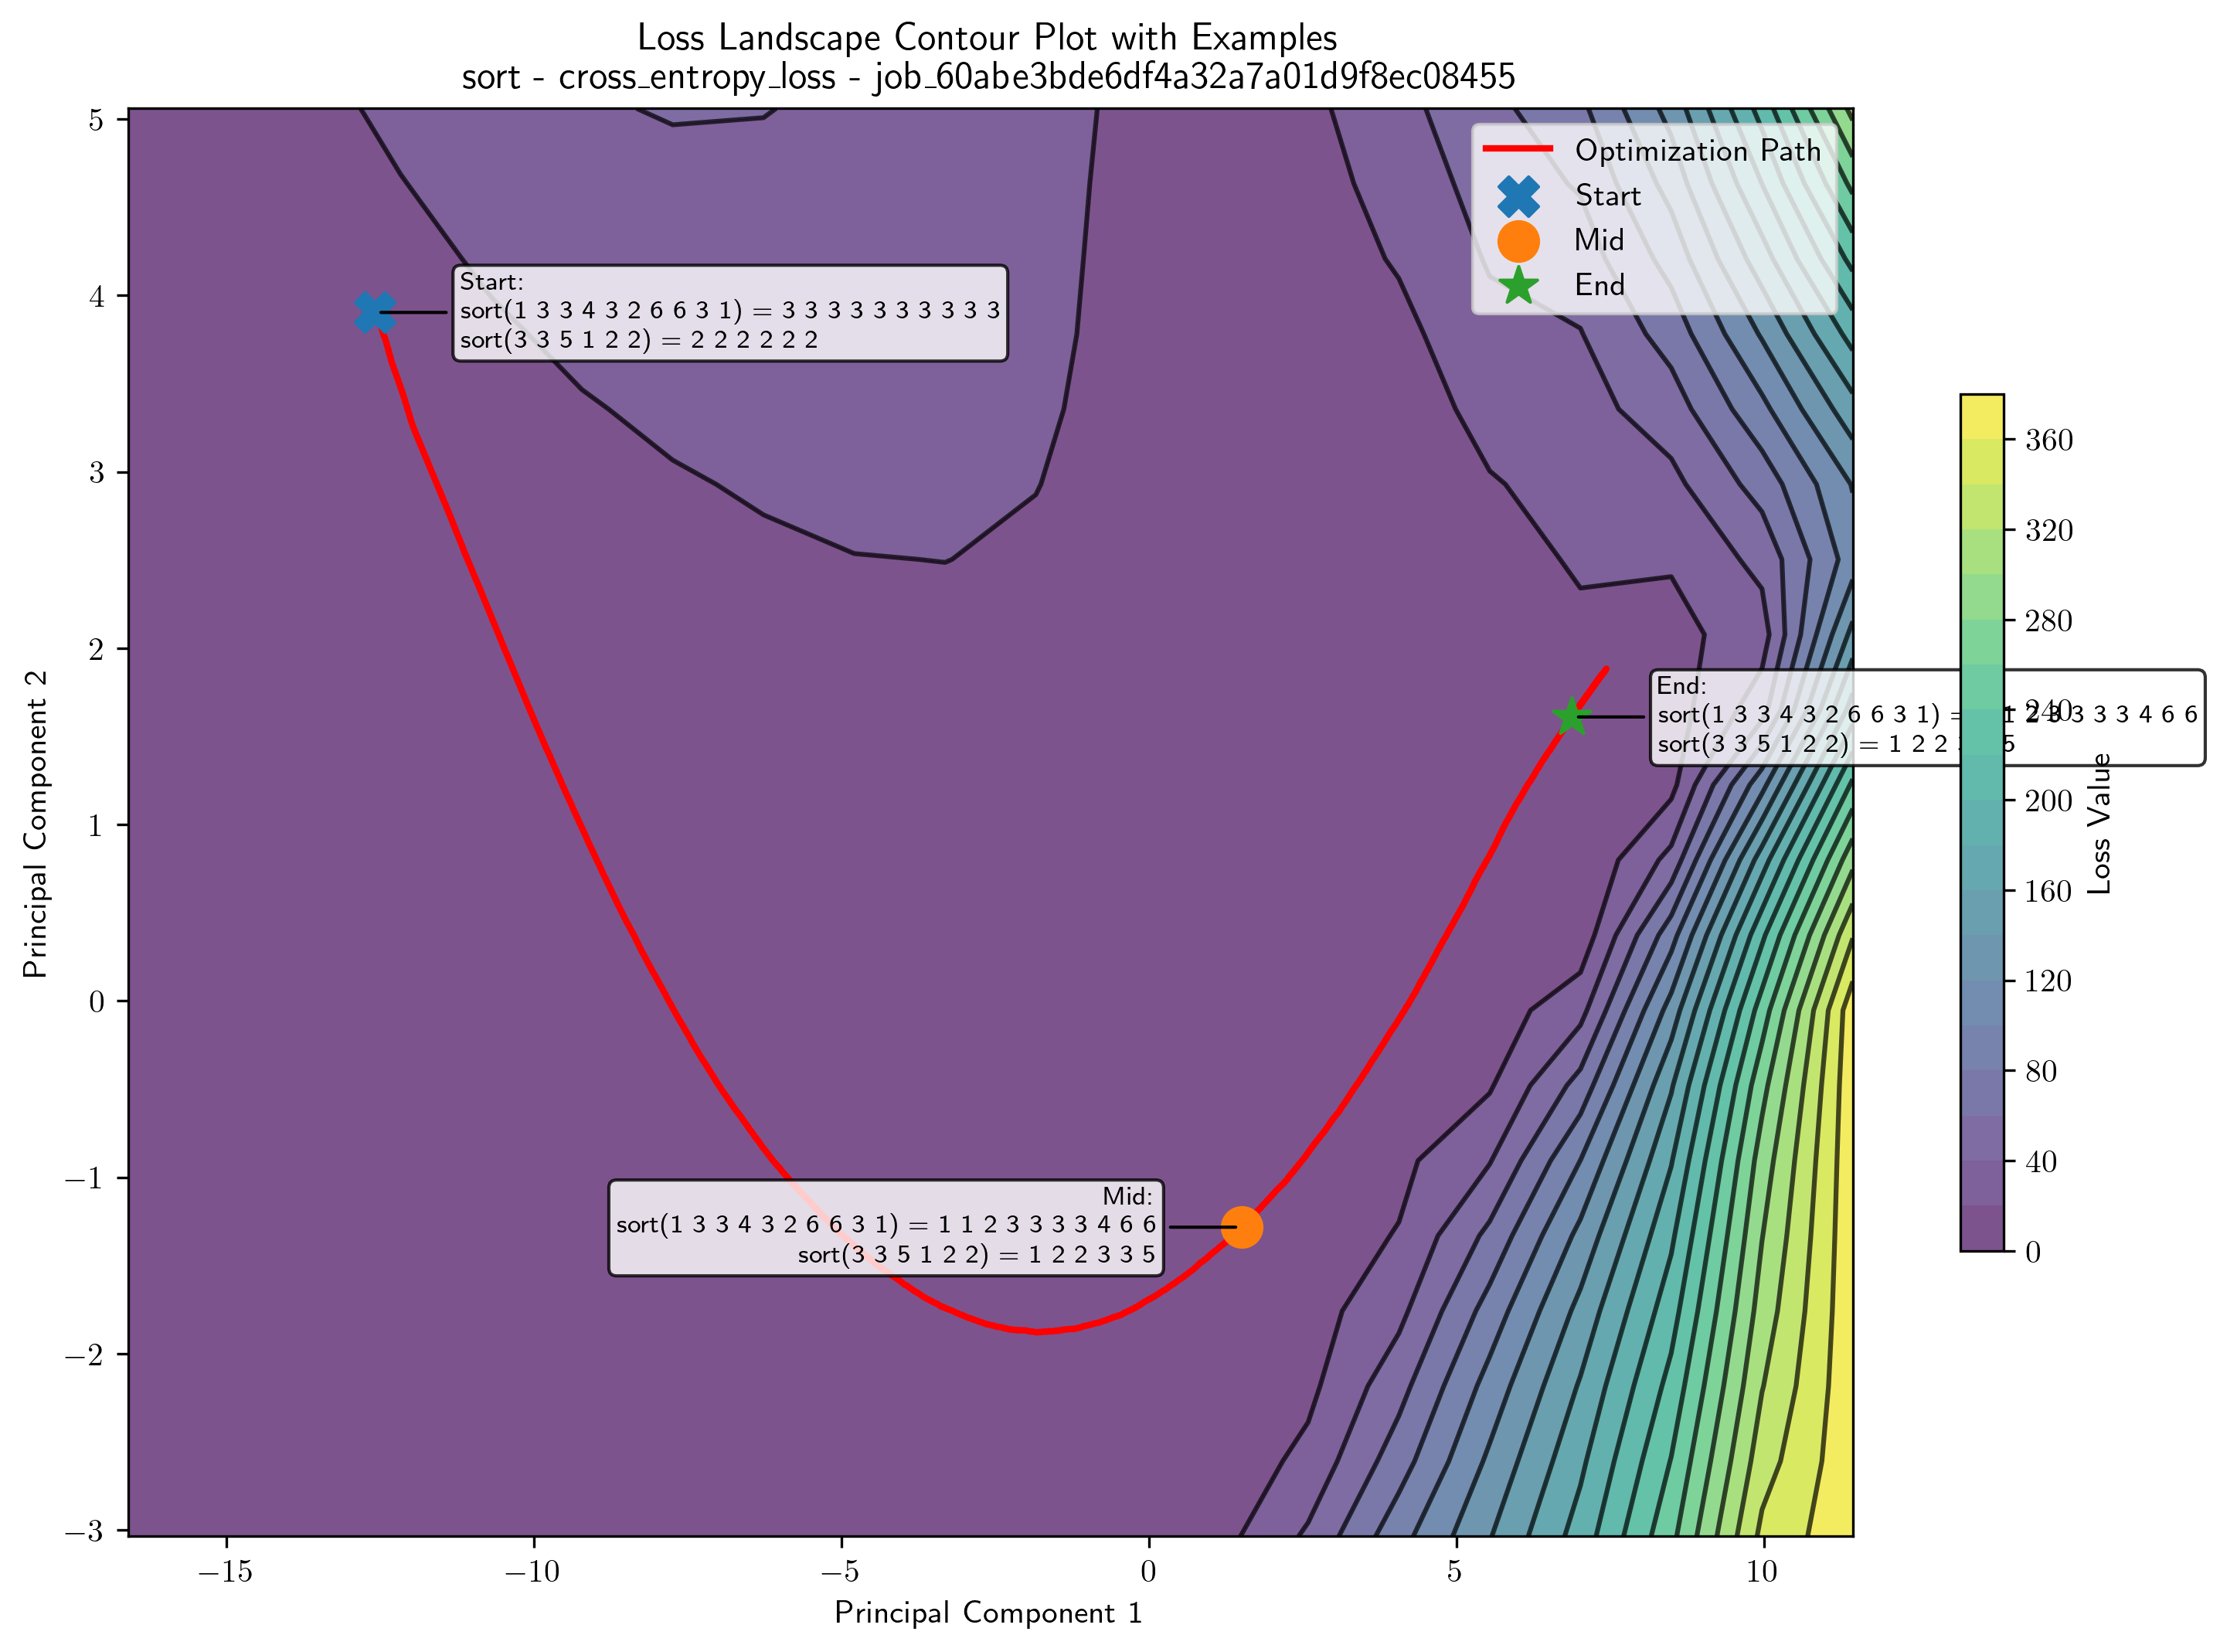 Loss Landscape Contour Plot with Examples
sort - cross_entropy_loss - job_60abe3bde6df4a32a7a01d9f8ec08455
Optimization Path
Start
Mid
End
Start:
sort(1 3 3 4 3 2 6 6 3 1) = 3 3 3 3 3 3 3 3 3 3
sort(3 3 5 1 2 2) = 2 2 2 2 2 2
End:
sort(1 3 3 4 3 2 6 6 3 1) = 1 2 3 3 3 4 6 6
sort(3 3 5 1 2 2) = 1 2 2 5
Mid:
sort(1 3 3 4 3 2 6 6 3 1) = 1 1 2 3 3 3 3 4 6 6
sort(3 3 5 1 2 2) = 1 2 2 3 3 5
5
4
3
2
1
0
−1
−2
−3
Principal Component 2
−15
−10
−5
0
5
10
Principal Component 1
360
320
280
240
200
160
120
80
40
0
Loss Value